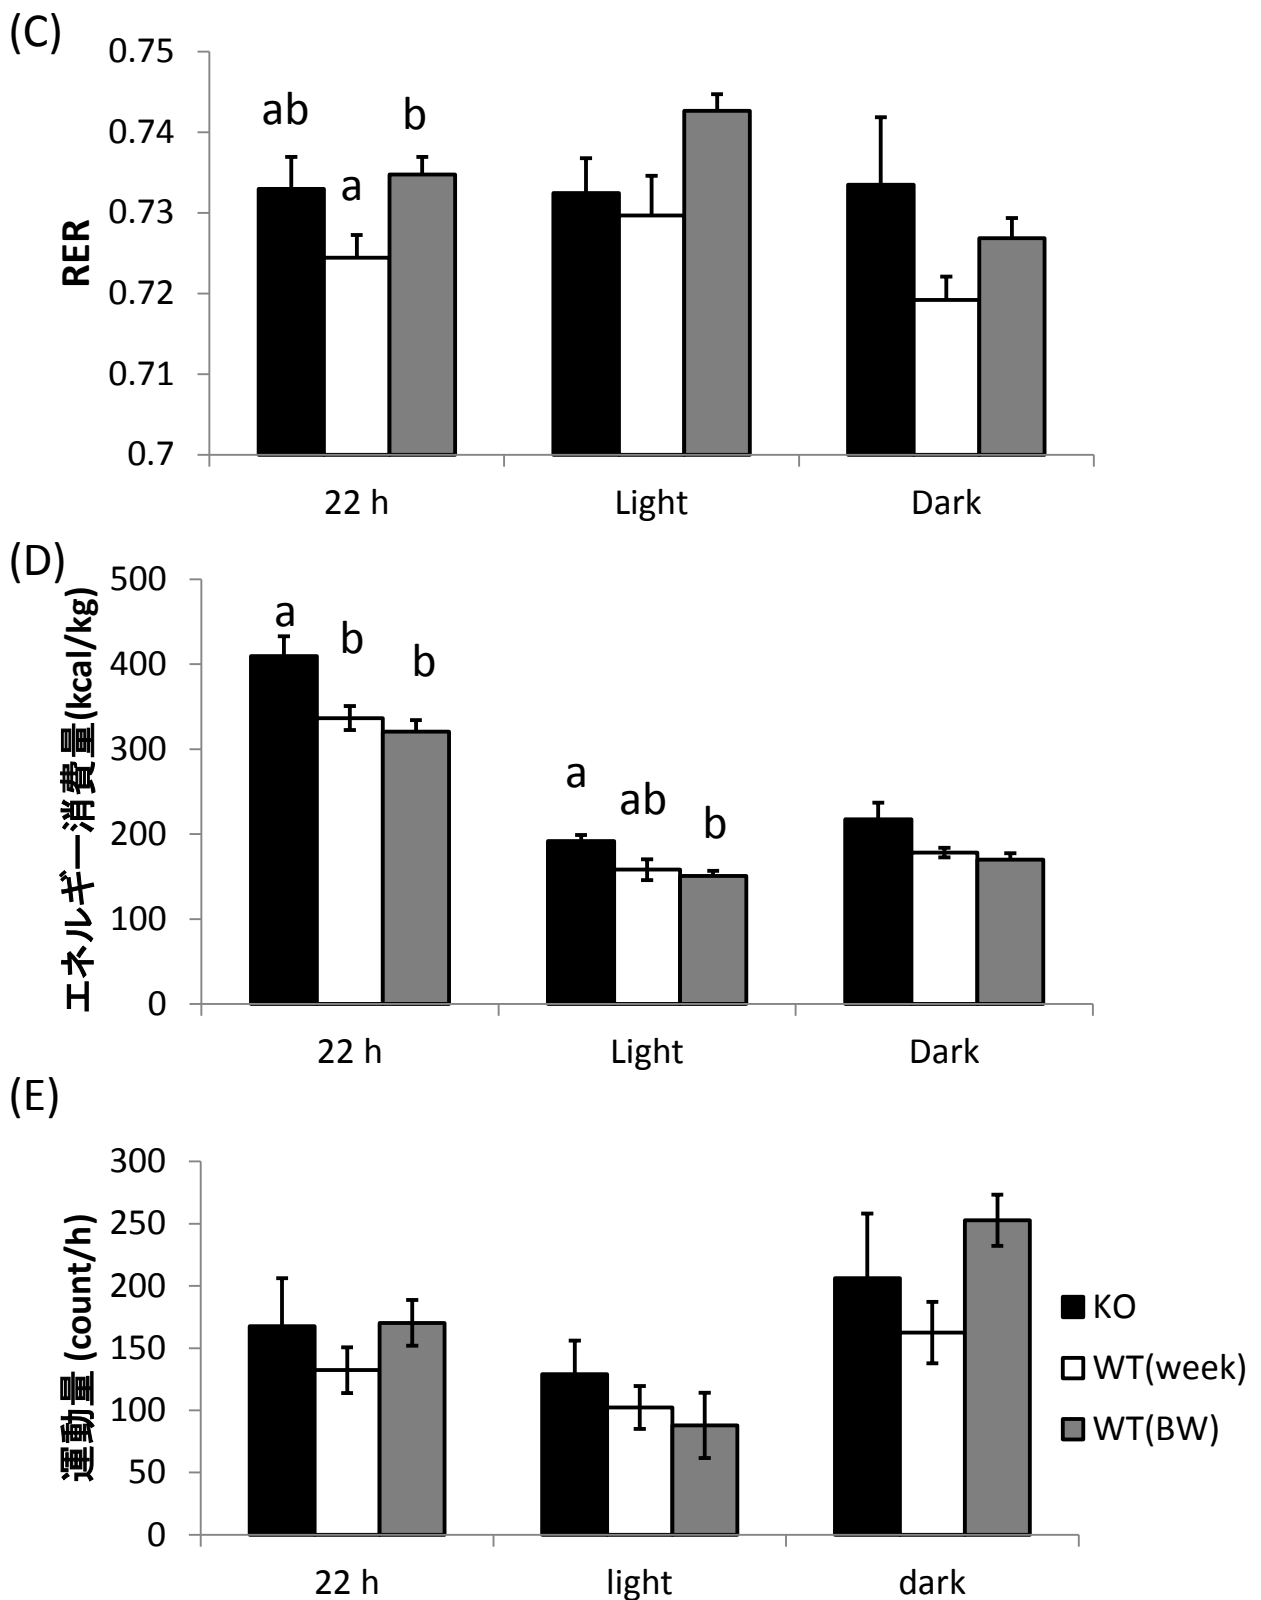 (C)
0.75
0.74
0.73
0.72
0.71
0.7
RER
ab
a
b
22 h
Light
Dark
(D)
500
400
300
200
100
0
エネルギー消費量(kcal/kg)
a
b
b
a
ab
b
22 h
Light
Dark
(E)
300
250
200
150
100
50
0
運動量 (count/h)
22 h
light
dark
KO
WT(week)
WT(BW)